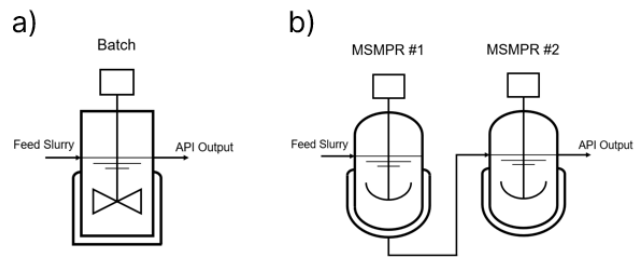 a)
Batch
Feed Slurry
API Output
b)
MSMPR #1
MSMPR #2
Feed Slurry
API Output